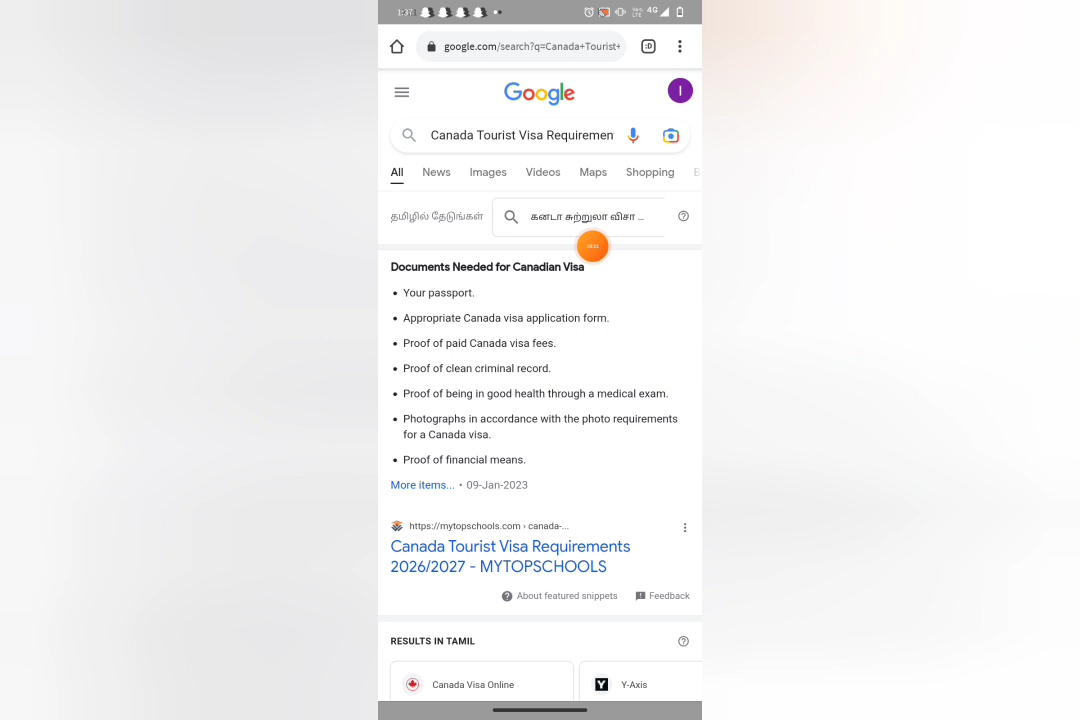 1:37
4G
google.com/search?q=Canada+Tourist+
:D
Google
I
Canada Tourist Visa Requiremen
All News Images Videos Maps Shopping
தமிழில் தேடுங்கள் கனடா சுற்றுலா விசா ...
Documents Needed for Canadian Visa
• Your passport.
• Appropriate Canada visa application form.
• Proof of paid Canada visa fees.
• Proof of clean criminal record.
• Proof of being in good health through a medical exam.
• Photographs in accordance with the photo requirements
for a Canada visa.
• Proof of financial means.
More items... • 09-Jan-2023
https://mytopschools.com › canada-...
Canada Tourist Visa Requirements
2026/2027 - MYTOPSCHOOLS
About featured snippets Feedback
RESULTS IN TAMIL
Canada Visa Online Y Y-Axis